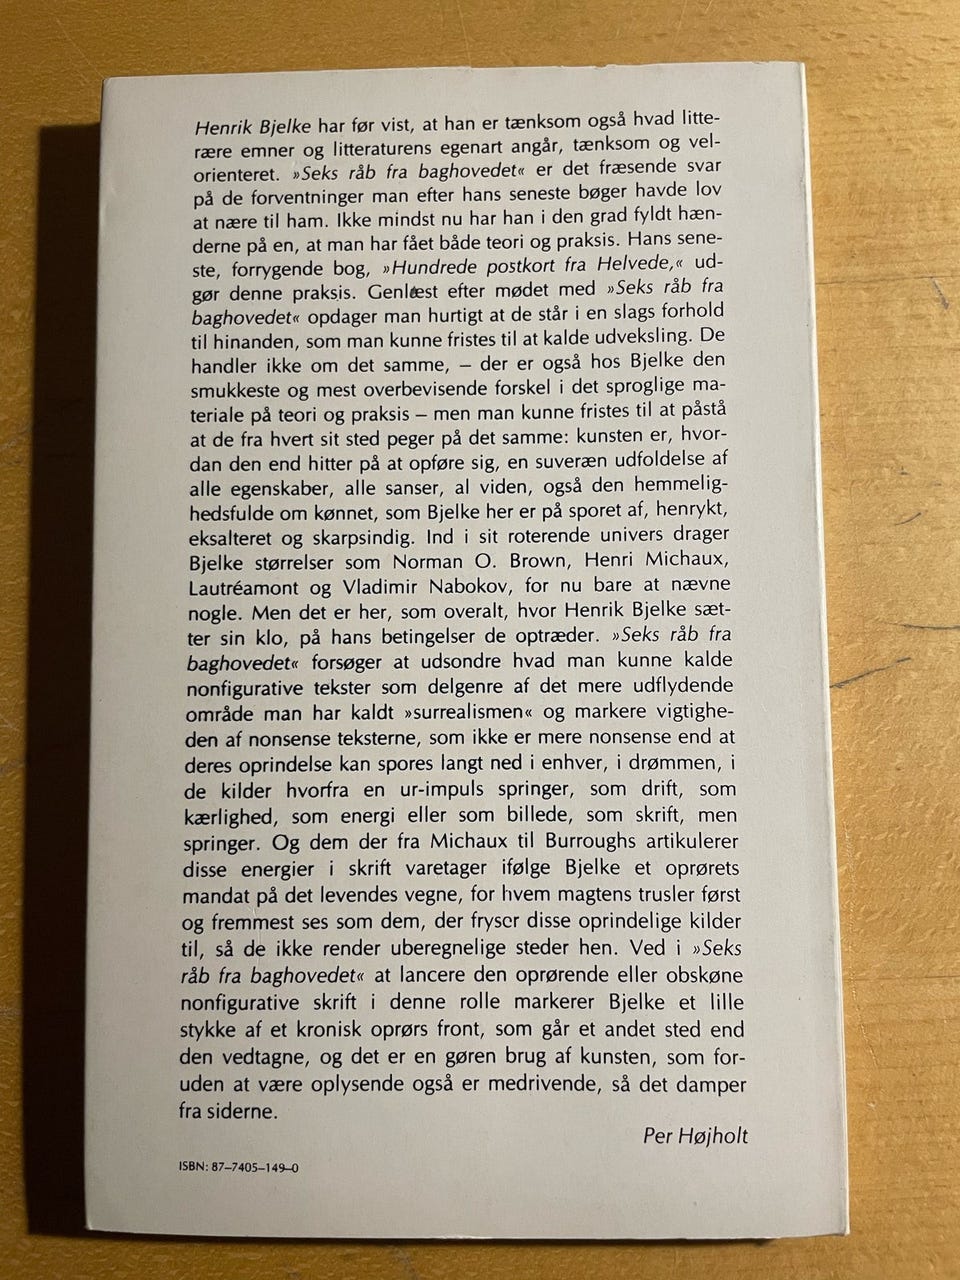 Henrik Bjelke har før vist, at han er tænksom også hvad litte-
rære emner og litteraturens egenart angår, tænksom og vel-
orienteret. »Seks råb fra baghovedet« er det fræsende svar
på de forventninger man efter hans seneste bøger havde lov
at nære til ham. Ikke mindst nu har han i den grad fyldt hæn-
derne på en, at man har fået både teori og praksis. Hans sene-
ste, forrygende bog, »Hundrede postkort fra Helvede,« ud-
gør denne praksis. Genlæst efter mødet med »Seks råb fra
baghovedet« opdager man hurtigt at de står i en slags forhold
til hinanden, som man kunne fristes til at kalde udveksling. De
handler ikke om det samme, – der er også hos Bjelke den
smukkeste og mest overbevisende forskel i det sproglige ma-
teriale på teori og praksis – men man kunne fristes til at påstå
at de fra hvert sit sted peger på det samme: kunsten er, hvor-
dan den end hitter på at opføre sig, en suveræn udfoldelse af
alle egenskaber, alle sanser, al viden, også den hemmelig-
hedsfulde om kønnet, som Bjelke her er på sporet af, henrykt,
eksalteret og skarpsindig. Ind i sit roterende univers drager
Bjelke størrelser som Norman O. Brown, Henri Michaux,
Lautréamont og Vladimir Nabokov, for nu bare at nævne
nogle. Men det er her, som overalt, hvor Henrik Bjelke sæt-
ter sin klo, på hans betingelser de optræder. »Seks råb fra
baghovedet« forsøger at udsondre hvad man kunne kalde
nonfigurative tekster som delgenre af det mere udflydende
område man har kaldt »surrealismen« og markere vigtighe-
den af nonsense teksterne, som ikke er mere nonsense end at
deres oprindelse kan spores langt ned i enhver, i drømmen, i
de kilder hvorfra en ur-impuls springer, som drift, som
kærlighed, som energi eller som billede, som skrift, men
springer. Og dem der fra Michaux til Burroughs artikulerer
disse energier i skrift varetager ifølge Bjelke et oprørets
mandat på det levendes vegne, for hvem magtens trusler først
og fremmest ses som dem, der fryser disse oprindelige kilder
til, så de ikke render uberegnelige steder hen. Ved i »Seks
råb fra baghovedet« at lancere den oprørende eller obskøne
nonfigurative skrift i denne rolle markerer Bjelke et lille
stykke af et kronisk oprørs front, som går et andet sted end
den vedtagne, og det er en gøren brug af kunsten, som for-
uden at være oplysende også er medrivende, så det damper
fra siderne.
Per Højholt
ISBN: 87–7405–149–0